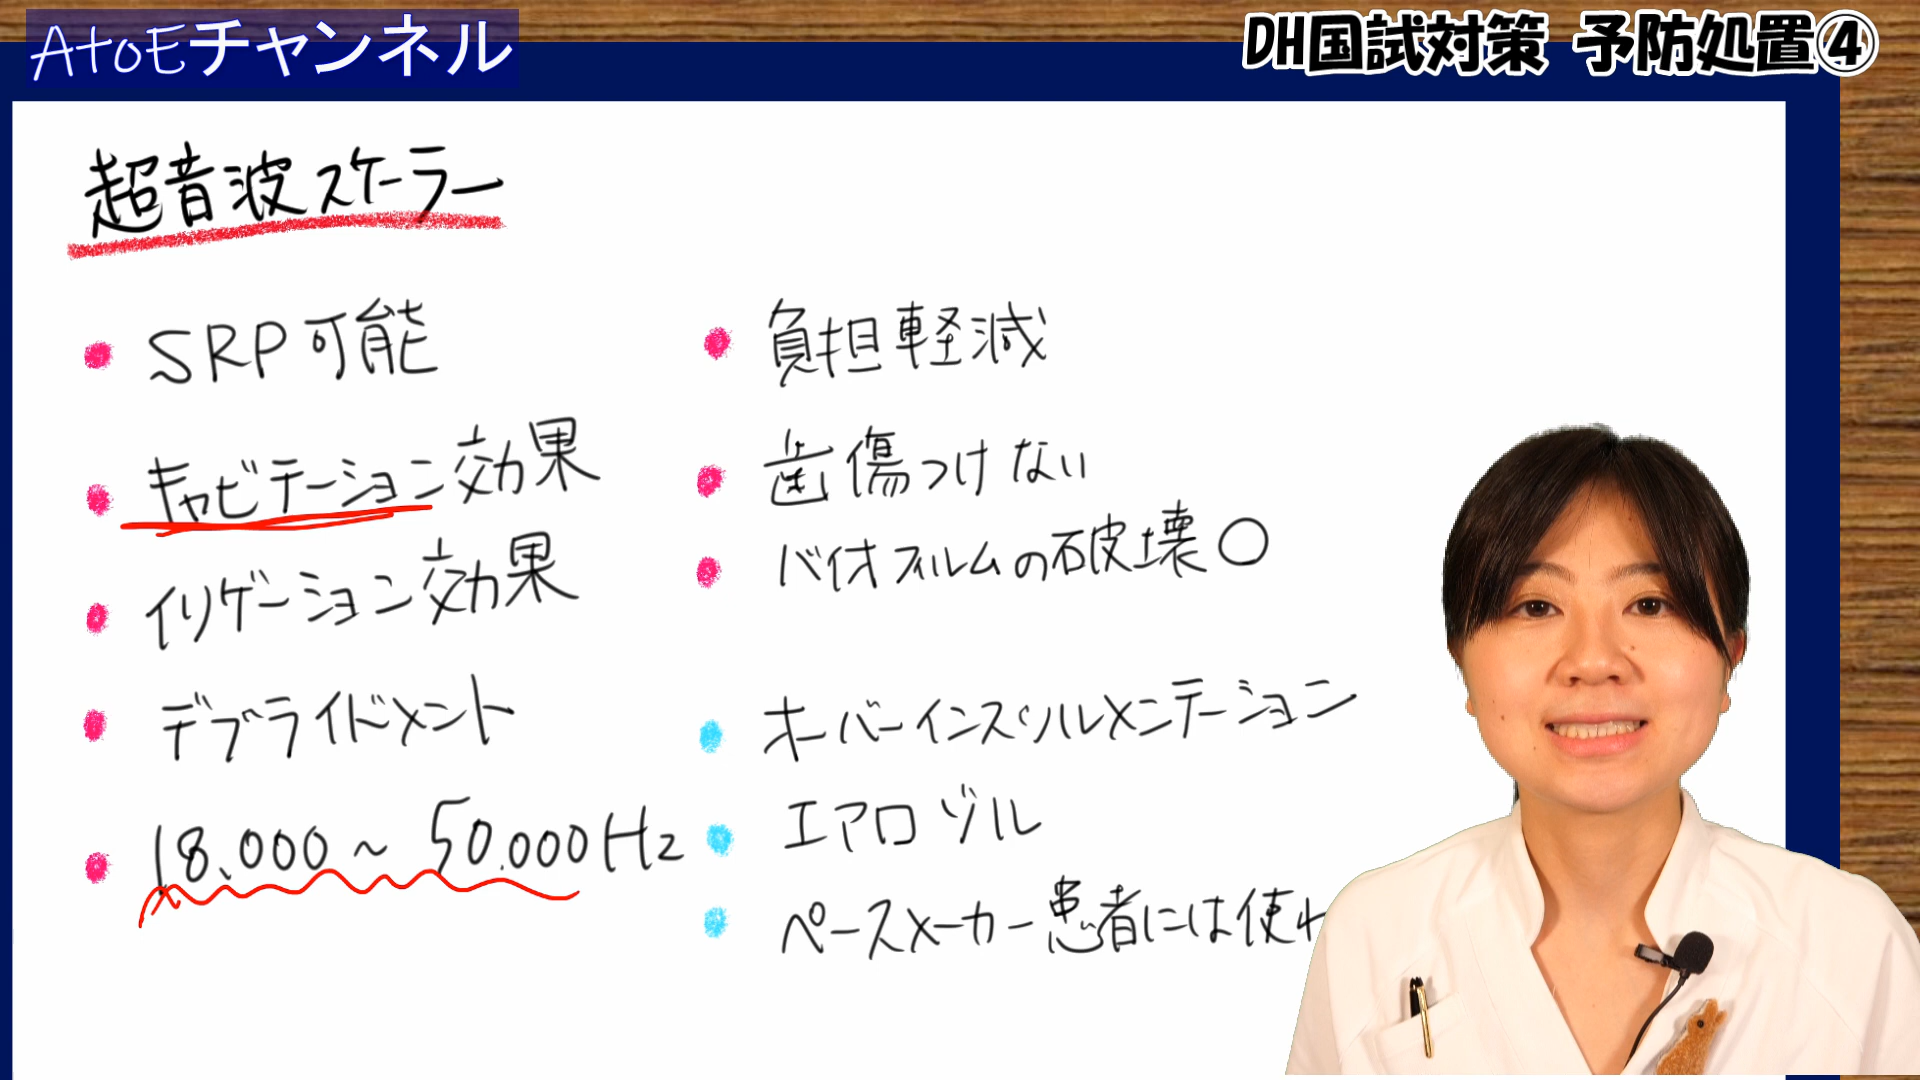 AtoEチャンネル
DH国試対策 予防処置④
超音波スケーラー
SRP可能
キャビテーション効果
イリゲーション効果
デブライドメント
18.000~50.000Hz
負担軽減
歯傷つけない
バイオフィルムの破壊○
オーバーインスツルメンテーション
エアロゾル
ペースメーカー患者には使わ